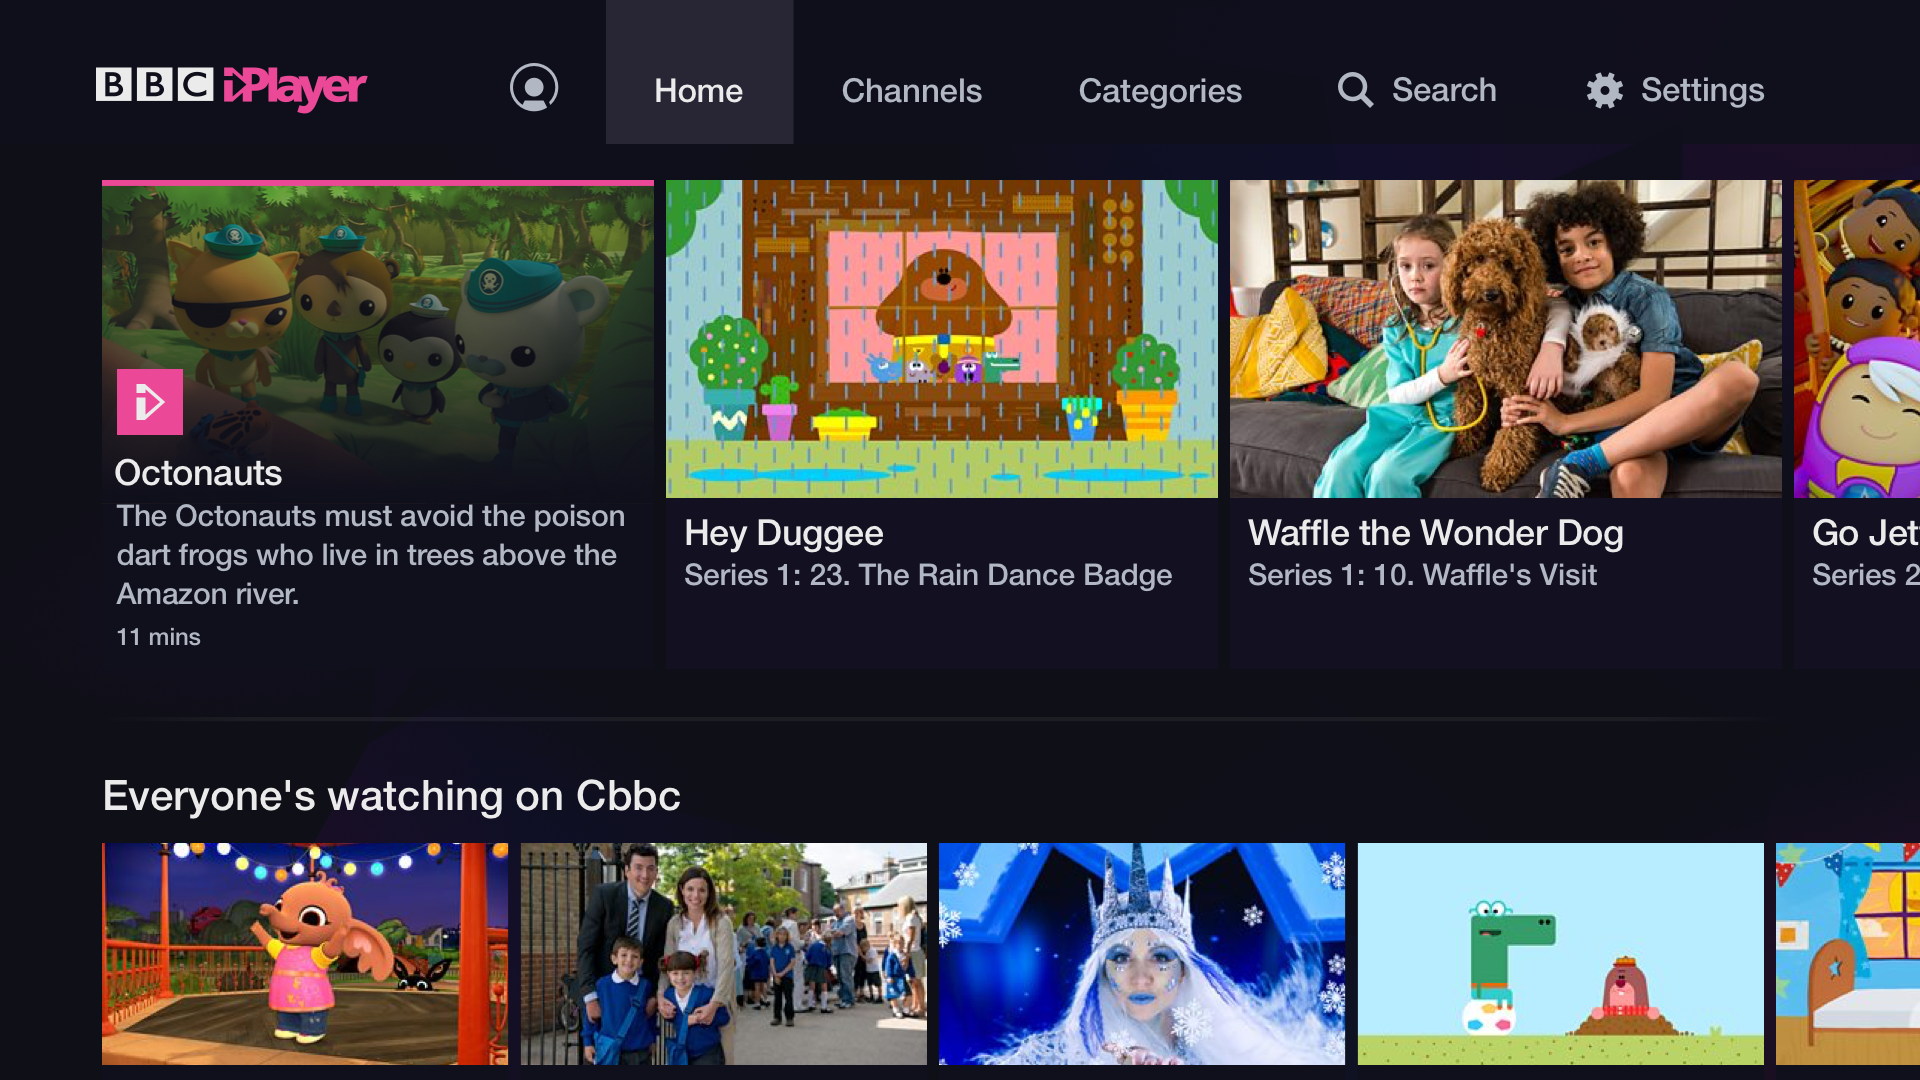 BBC iPlayer
Home
Channels
Categories
Search
Settings
Octonauts
The Octonauts must avoid the poison
dart frogs who live in trees above the
Amazon river.
11 mins
Hey Duggee
Series 1: 23. The Rain Dance Badge
Waffle the Wonder Dog
Series 1: 10. Waffle's Visit
Go Jet
Series 2
Everyone's watching on Cbbc